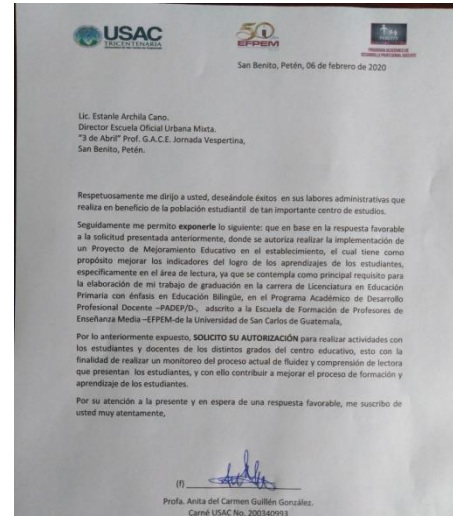 USAC
TRICENTENARIA
50
EFPEM
PROGRAMA ACADÉMICO DE
DESARROLLO PROFESIONAL DOCENTE
San Benito, Petén, 06 de febrero de 2020
Lic. Estanle Archila Cano.
Director Escuela Oficial Urbana Mixta.
"3 de Abril" Prof. G.A.C.E. Jornada Vespertina,
San Benito, Petén.
Respetuosamente me dirijo a usted, deseándole éxitos en sus labores administrativas que
realiza en beneficio de la población estudiantil de tan importante centro de estudios.
Seguidamente me permito exponerle lo siguiente: que en base en la respuesta favorable
a la solicitud presentada anteriormente, donde se autoriza realizar la implementación de
un Proyecto de Mejoramiento Educativo en el establecimiento, el cual tiene como
propósito mejorar los indicadores del logro de los aprendizajes de los estudiantes,
específicamente en el área de lectura, ya que se contempla como principal requisito para
la elaboración de mi trabajo de graduación en la carrera de Licenciatura en Educación
Primaria con énfasis en Educación Bilingüe, en el Programa Académico de Desarrollo
Profesional Docente –PADEP/D-, adscrito a la Escuela de Formación de Profesores de
Enseñanza Media –EFPEM-de la Universidad de San Carlos de Guatemala,
Por lo anteriormente expuesto, SOLICITO SU AUTORIZACIÓN para realizar actividades con
los estudiantes y docentes de los distintos grados del centro educativo, esto con la
finalidad de realizar un monitoreo del proceso actual de fluidez y comprensión de lectora
que presentan los estudiantes, y con ello contribuir a mejorar el proceso de formación y
aprendizaje de los estudiantes.
Por su atención a la presente y en espera de una respuesta favorable, me suscribo de
usted muy atentamente,
(f)
Profa. Anita del Carmen Guillén González.
Carné USAC No. 200340993